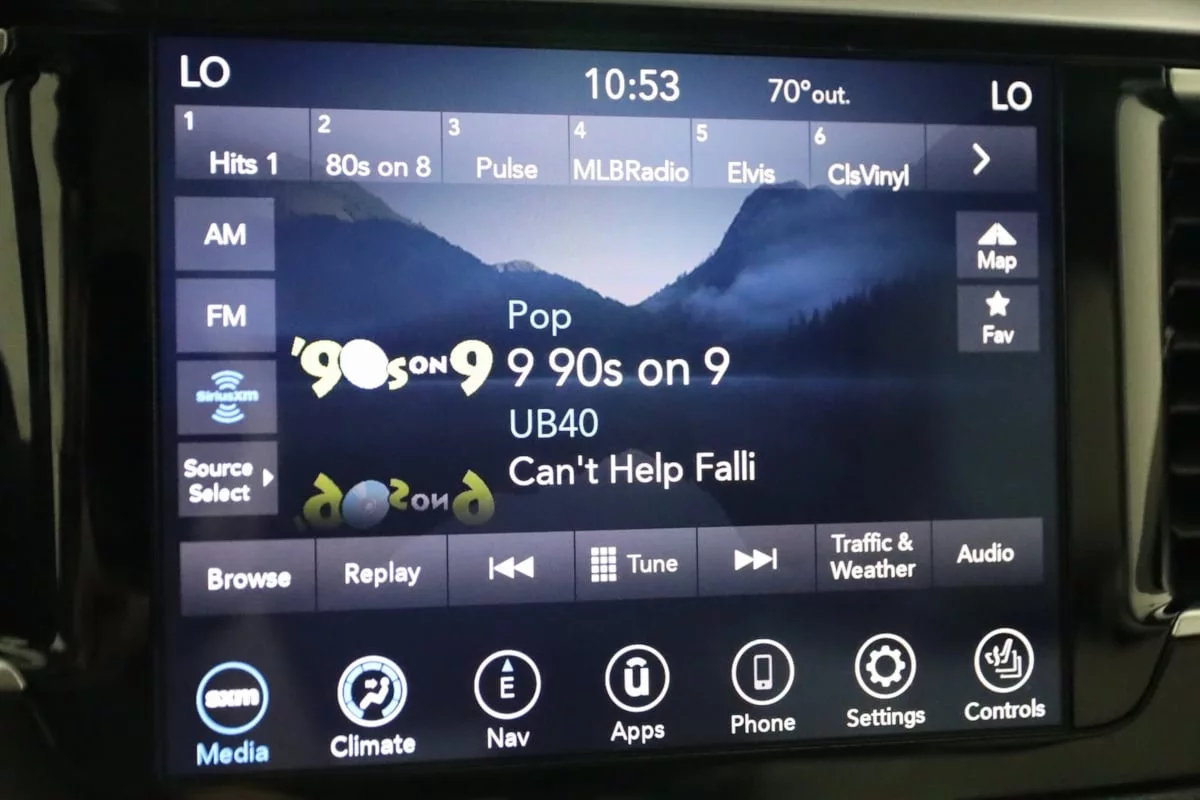 LO
10:53
70°out.
LO
1
Hits 1
2
80s on 8
3
Pulse
4
MLBRadio
5
Elvis
6
ClsVinyl
AM
FM
SiriusXM
Source
Select
Map
Fav
'90s ON 9
Pop
9 90s on 9
UB40
Can't Help Falli
Browse
Replay
Tune
Traffic &
Weather
Audio
sxm
Media
Climate
E
Nav
u
Apps
Phone
Settings
Controls